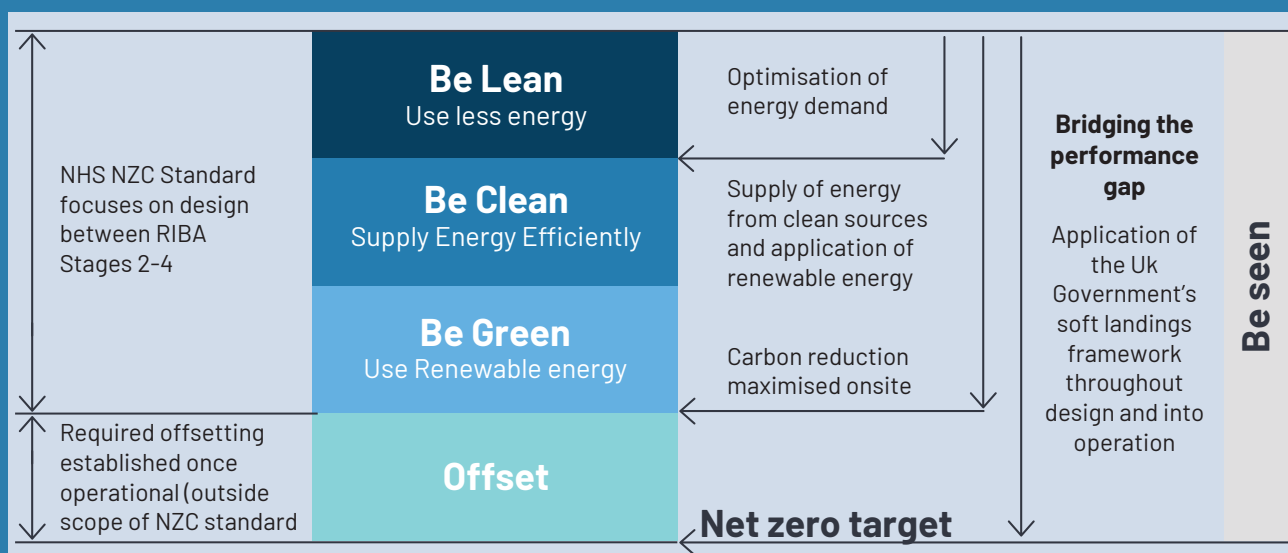 NHS NZC Standard
focuses on design
between RIBA
Stages 2-4
Required offsetting
established once
operational (outside
scope of NZC standard
Be Lean
Use less energy
Be Clean
Supply Energy Efficiently
Be Green
Use Renewable energy
Offset
Optimisation of
energy demand
Supply of energy
from clean sources
and application of
renewable energy
Carbon reduction
maximised onsite
Net zero target
Bridging the
performance
gap
Application of
the Uk
Government’s
soft landings
framework
throughout
design and into
operation
Be seen